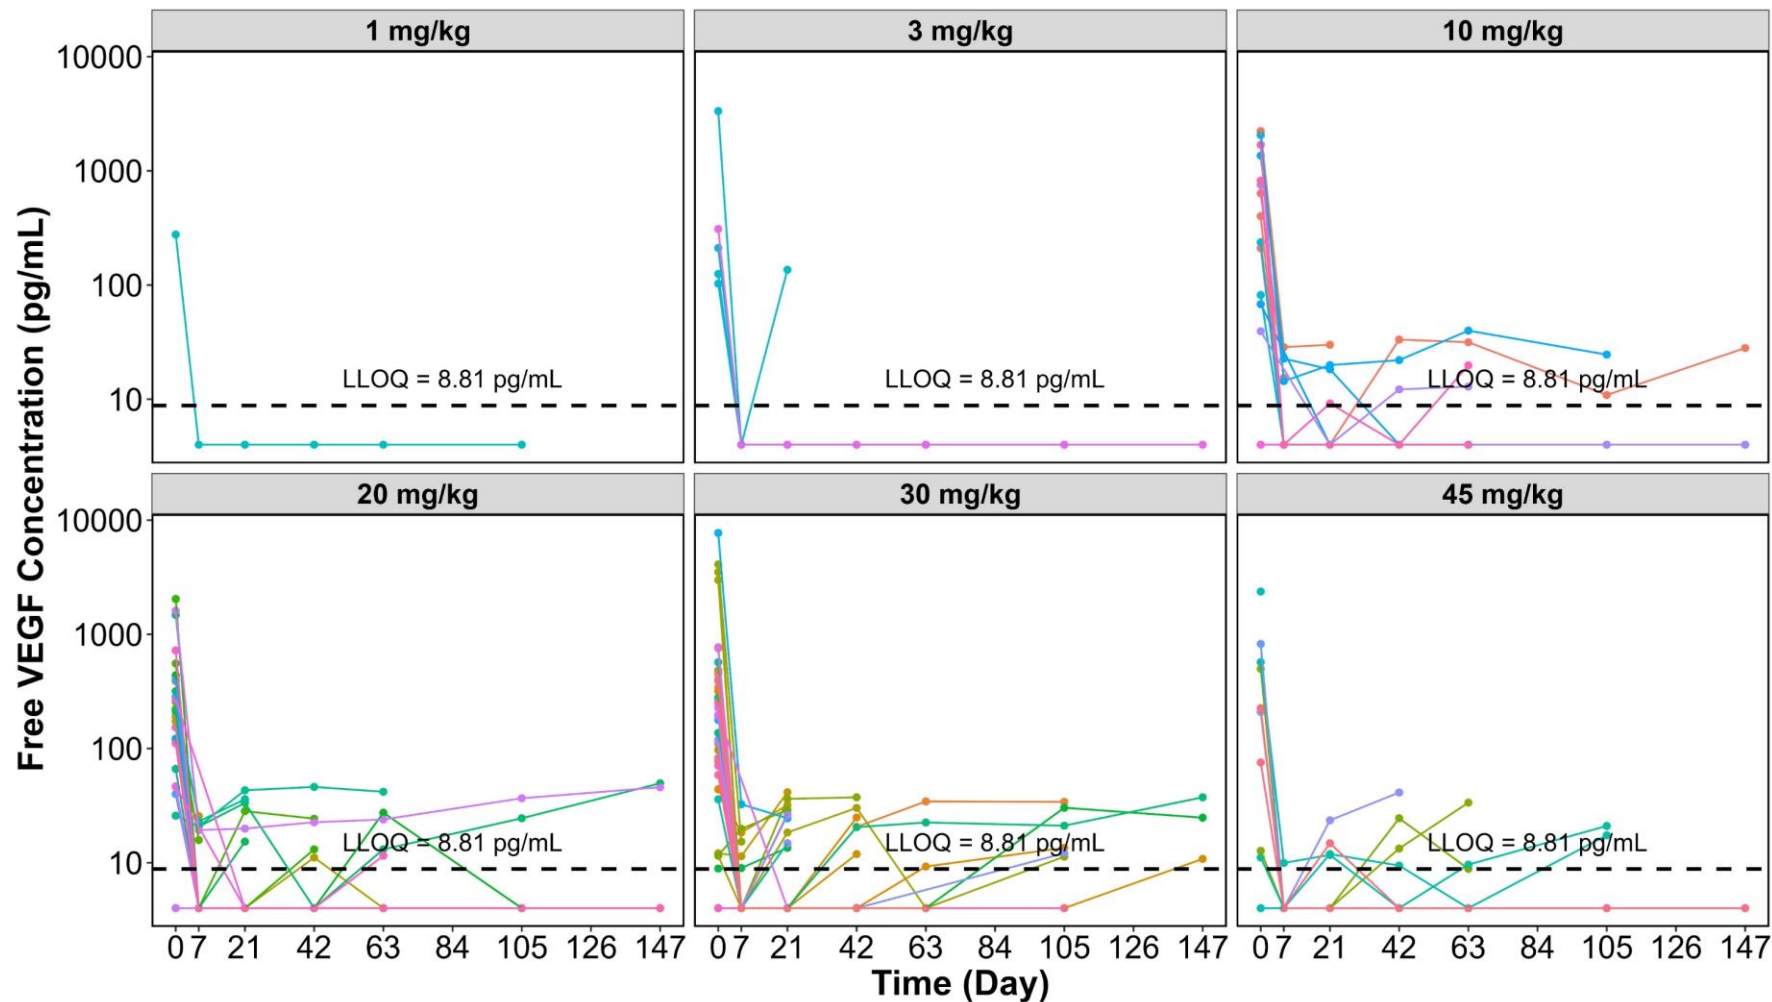 1 mg/kg 3 mg/kg 10 mg/kg
10000
1000
100
10
LLOQ = 8.81 pg/mL LLOQ = 8.81 pg/mL LLOQ = 8.81 pg/mL
20 mg/kg 30 mg/kg 45 mg/kg
10000
1000
100
10
LLOQ = 8.81 pg/mL LLOQ = 8.81 pg/mL LLOQ = 8.81 pg/mL
0 7 21 42 63 84 105 126 147 0 7 21 42 63 84 105 126 147 0 7 21 42 63 84 105 126 147
Time (Day)
Free VEGF Concentration (pg/mL)